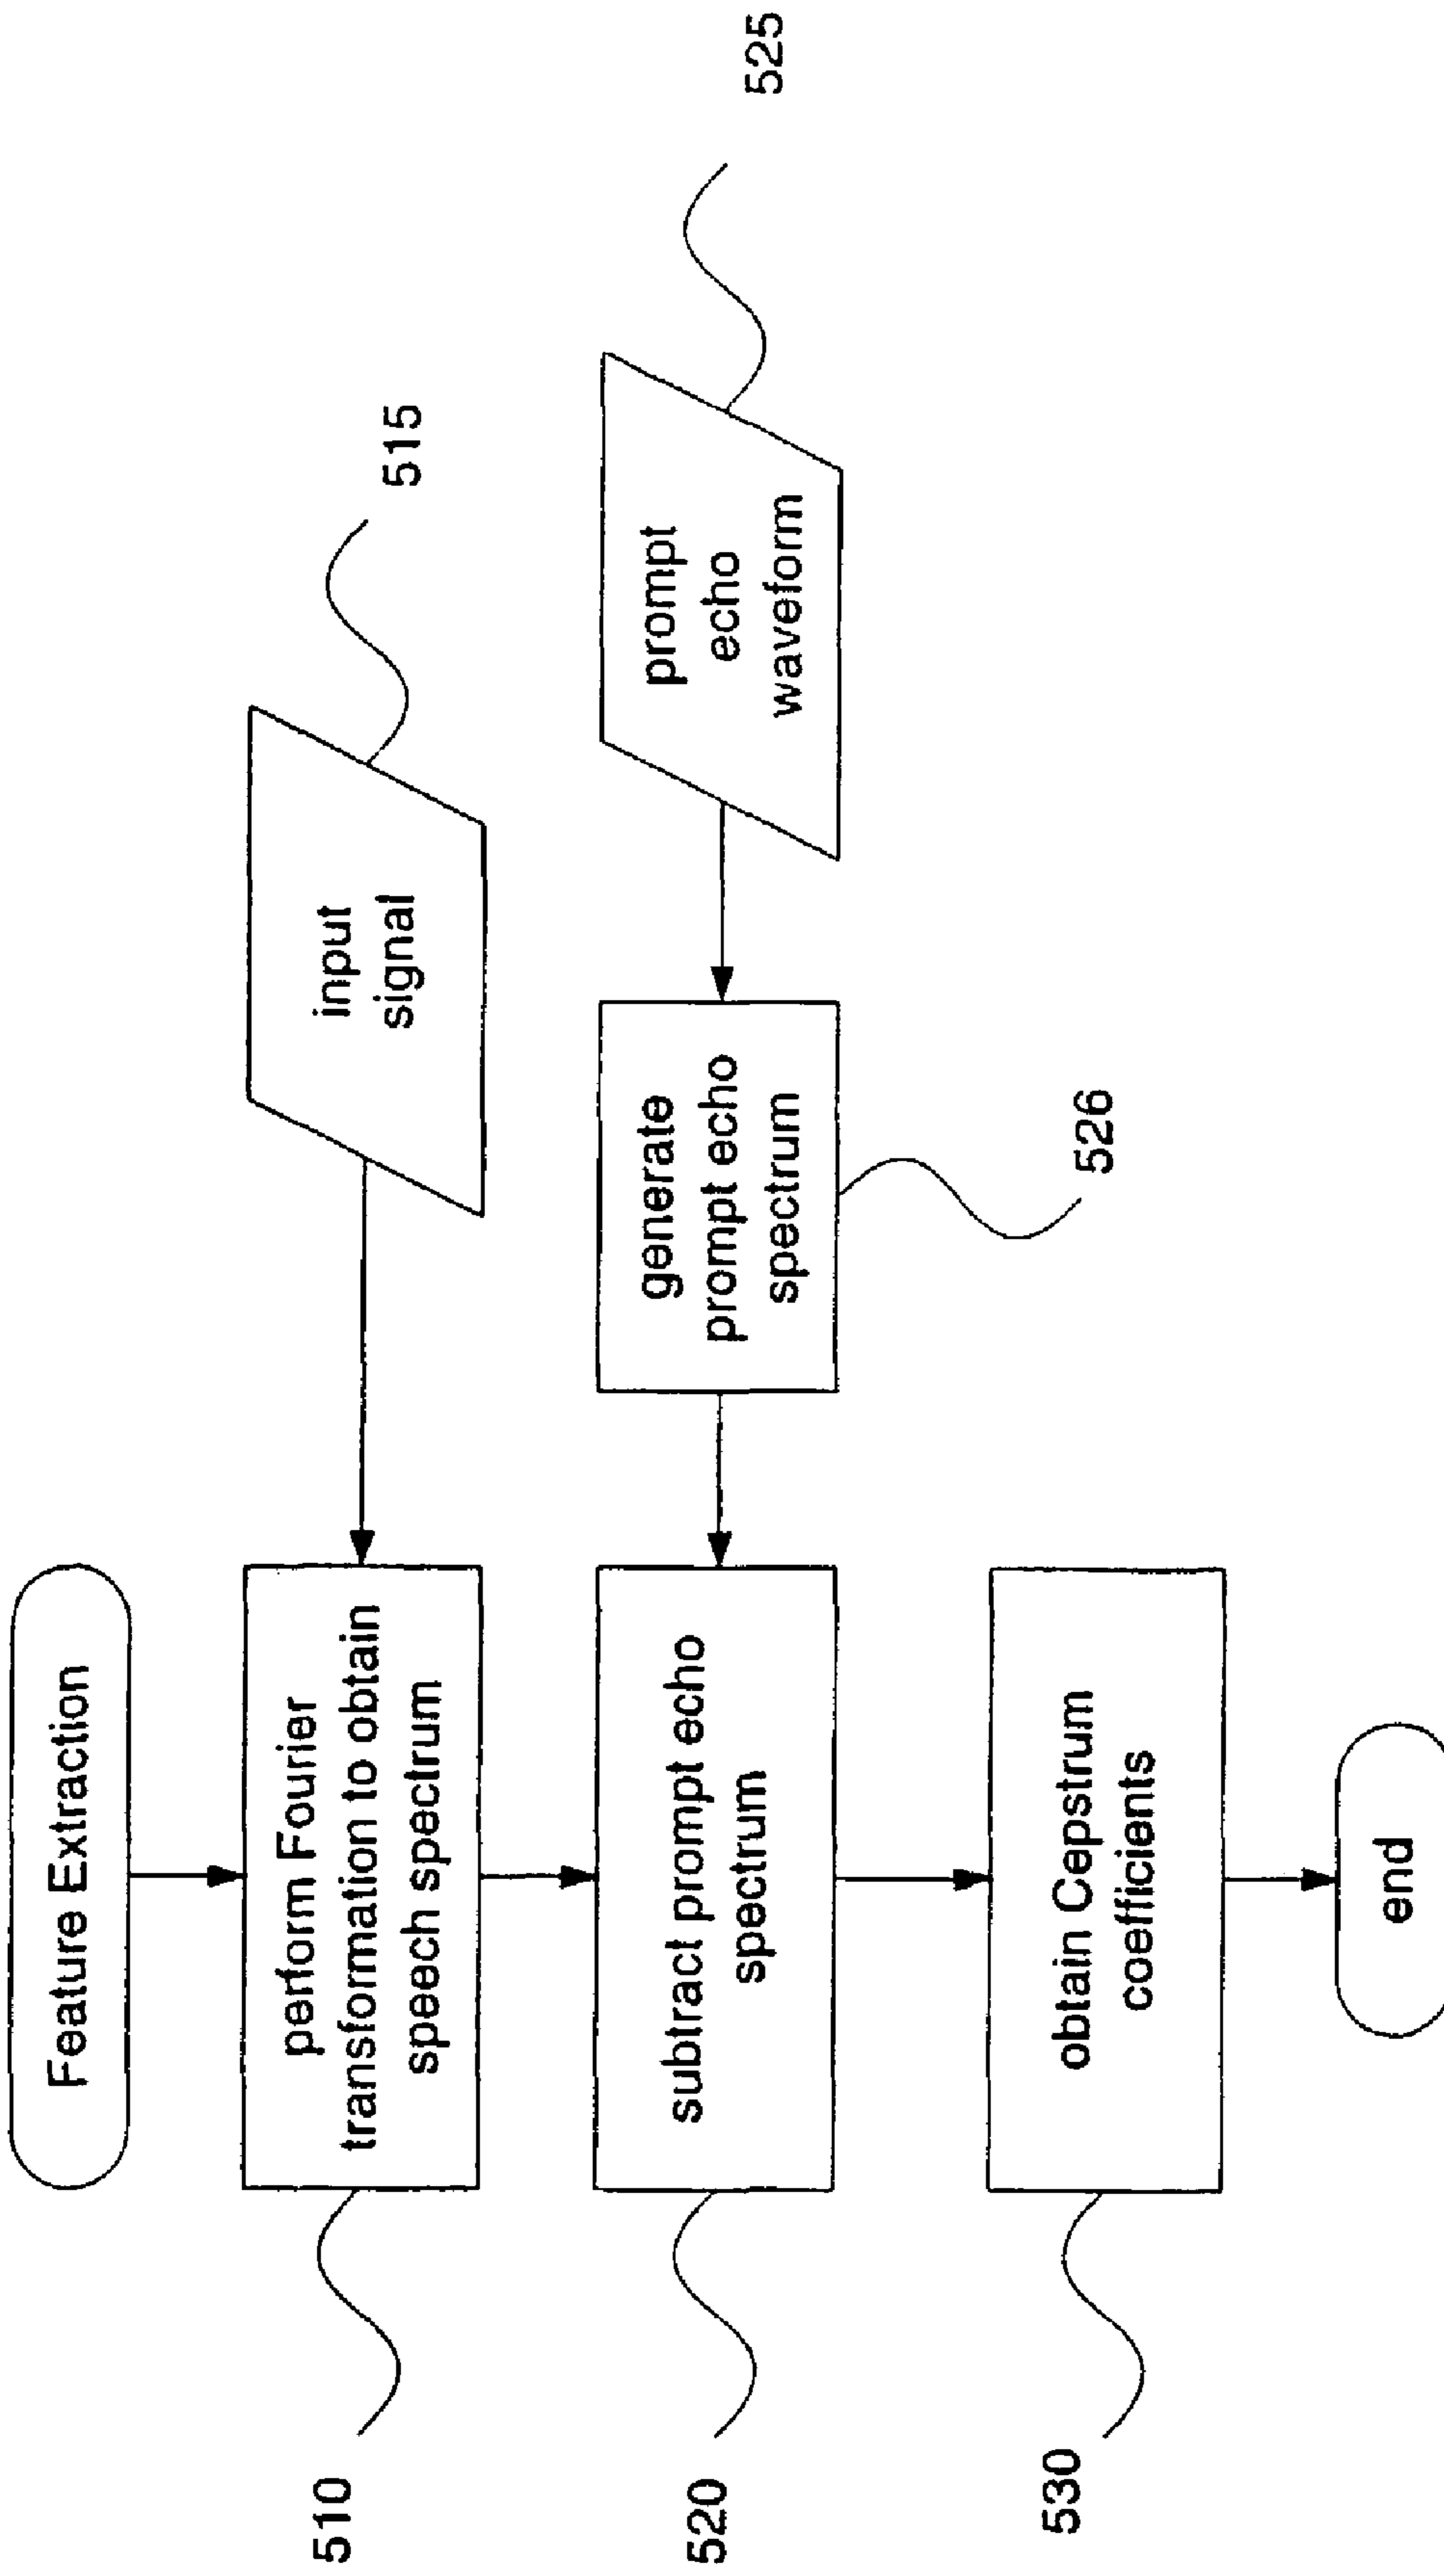 Feature Extraction
510
perform Fourier
transformation to obtain
speech spectrum
input
signal
515
520
subtract prompt echo
spectrum
generate
prompt echo
spectrum
526
prompt
echo
waveform
525
530
obtain Cepstrum
coefficients
end